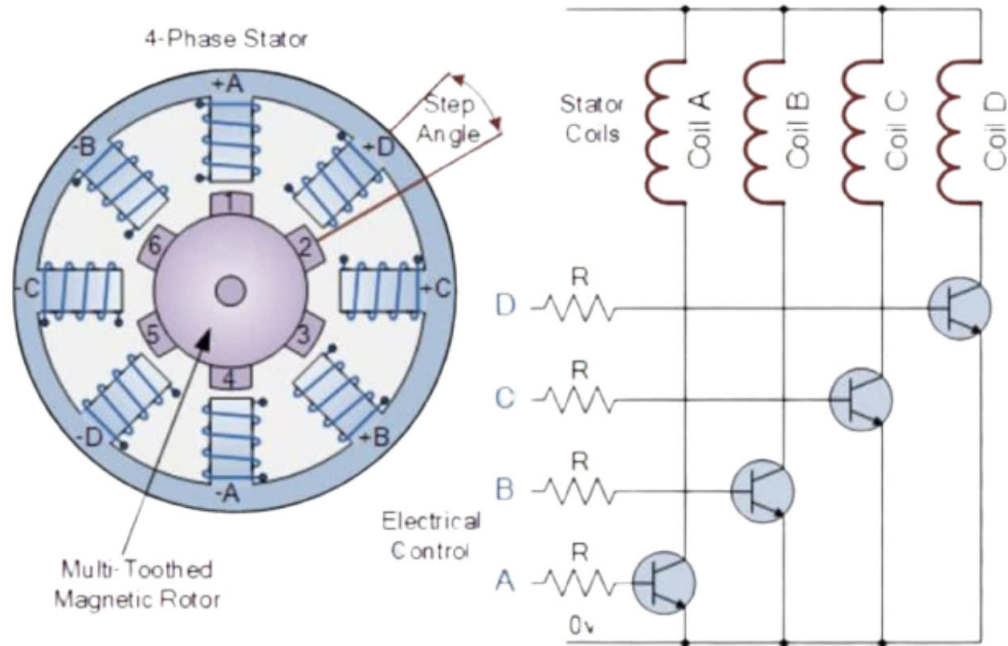 4-Phase Stator
+A
-B
+D
Step
Angle
1
6
2
-C
+C
5
3
4
-D
+B
-A
Multi-Toothed
Magnetic Rotor
Electrical
Control
Stator
Coils
Coil A
Coil B
Coil C
Coil D
R
D
R
C
R
B
R
A
0v